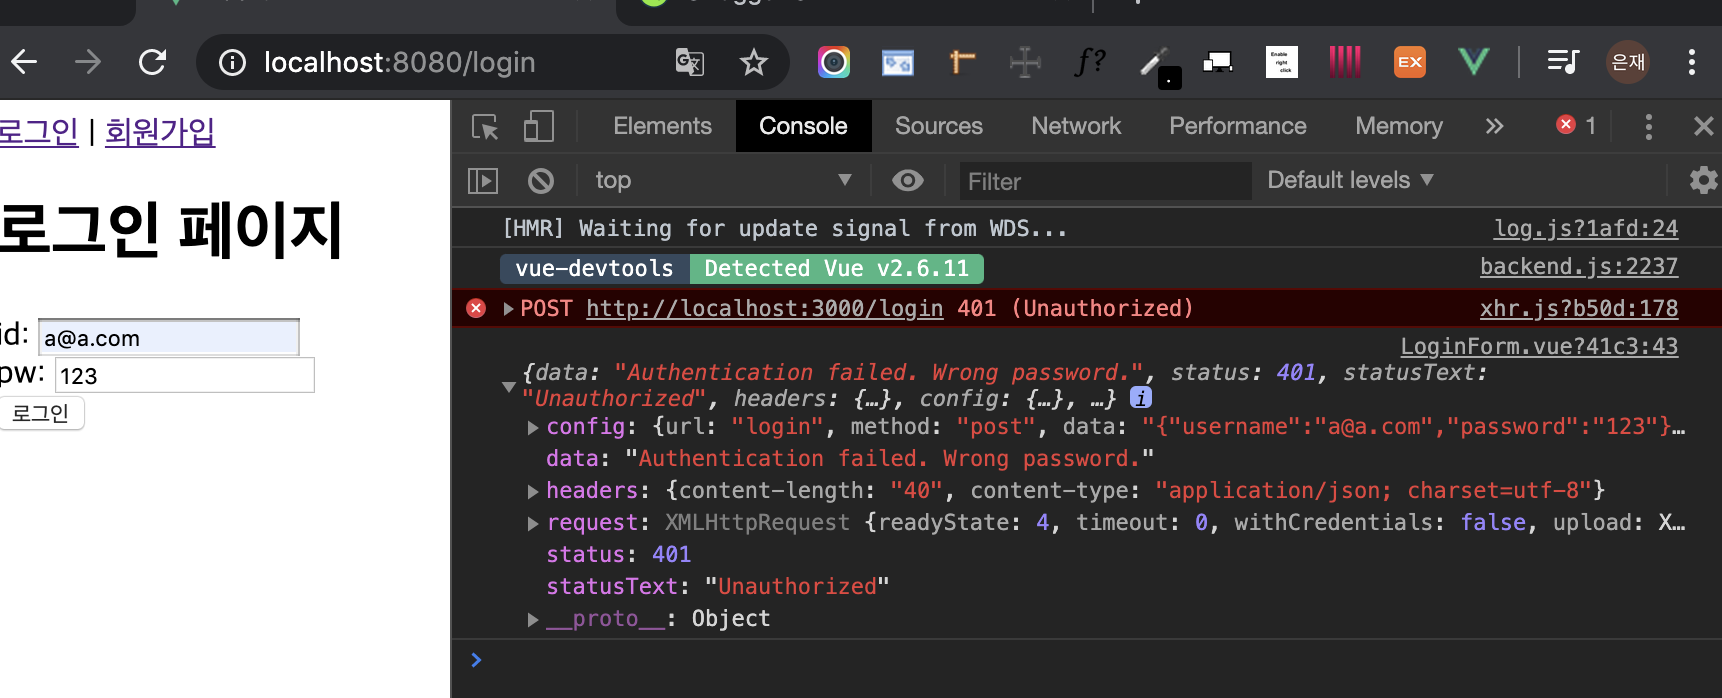 localhost:8080/login
f?
Enable right click
EX
은재
로그인 | 회원가입
로그인 페이지
id: a@a.com
pw: 123
로그인
Elements Console Sources Network Performance Memory » 1
top Filter Default levels ▼
[HMR] Waiting for update signal from WDS... log.js?1afd:24
vue-devtools Detected Vue v2.6.11 backend.js:2237
POST http://localhost:3000/login 401 (Unauthorized) xhr.js?b50d:178
LoginForm.vue?41c3:43
{data: "Authentication failed. Wrong password.", status: 401, statusText:
"Unauthorized", headers: {…}, config: {…}, …} i
config: {url: "login", method: "post", data: "{"username":"a@a.com","password":"123"}…
data: "Authentication failed. Wrong password."
headers: {content-length: "40", content-type: "application/json; charset=utf-8"}
request: XMLHttpRequest {readyState: 4, timeout: 0, withCredentials: false, upload: X…
status: 401
statusText: "Unauthorized"
__proto__: Object